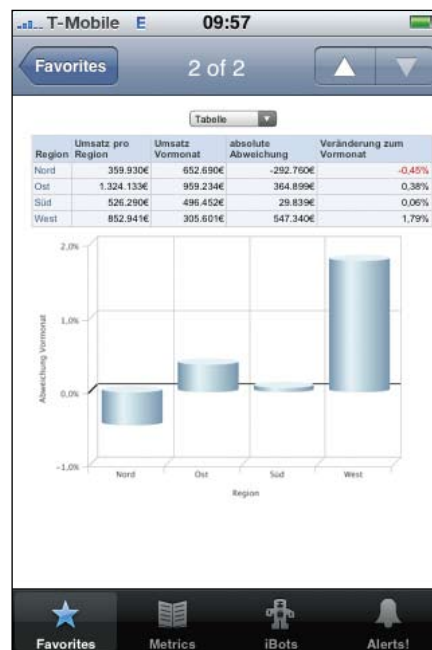 T-Mobile E 09:57
Favorites 2 of 2
Tabelle
Region Umsatz pro Region Umsatz Vormonat absolute Abweichung Veränderung zum Vormonat
Nord 359.930€ 652.690€ -292.760€ -0,45%
Ost 1.324.133€ 959.234€ 364.899€ 0,38%
Süd 526.290€ 496.452€ 29.839€ 0,06%
West 852.941€ 305.601€ 547.340€ 1,79%
Abweichung Vormonat
2,0%
1,0%
0,0%
-1,0%
Nord Ost Süd West
Region
Favorites Metrics iBots Alerts!